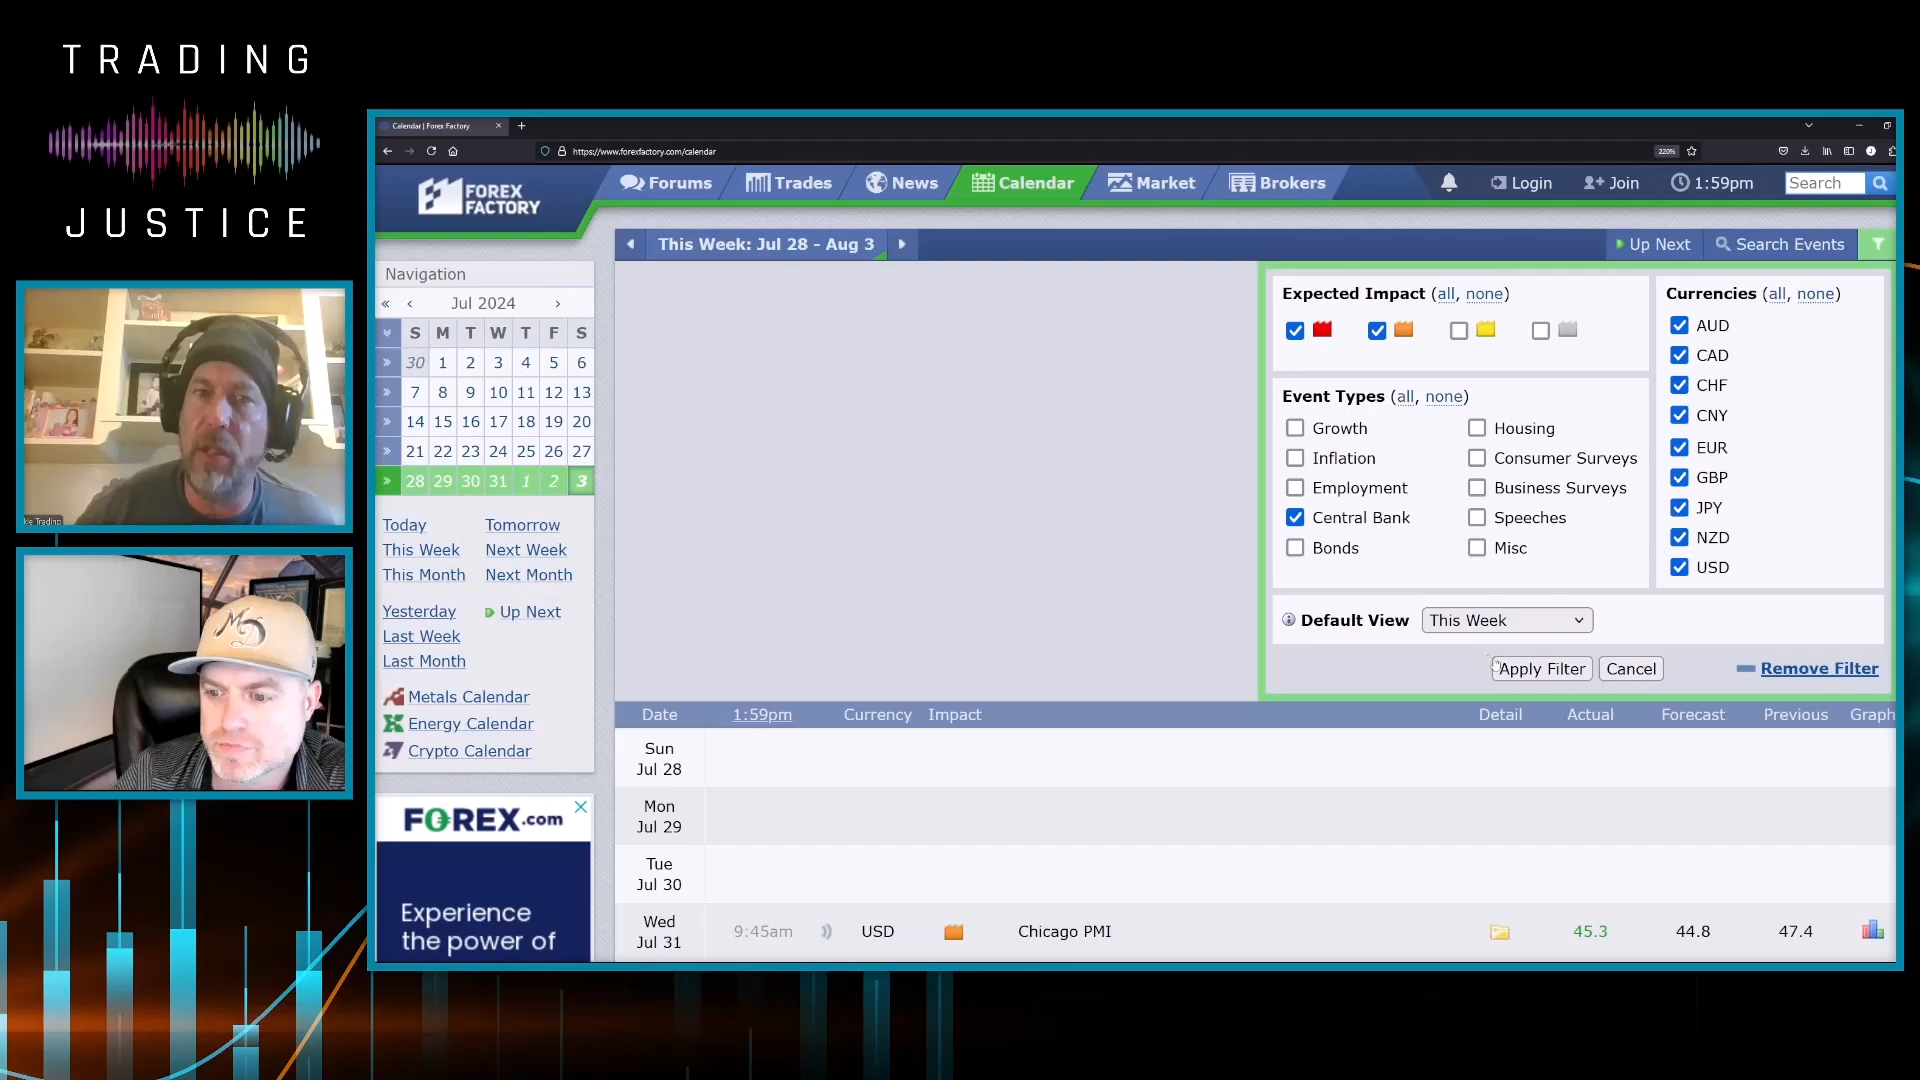 TRADING
JUSTICE
kie Trading
MD
Calendar | Forex Factory
https://www.forexfactory.com/calendar
220%
FOREX
FACTORY
Forums
Trades
News
Calendar
Market
Brokers
Login
Join
1:59pm
Search
Navigation
« ‹ Jul 2024 ›
S M T W T F S
30 1 2 3 4 5 6
7 8 9 10 11 12 13
14 15 16 17 18 19 20
21 22 23 24 25 26 27
28 29 30 31 1 2 3
Today Tomorrow
This Week Next Week
This Month Next Month
Yesterday Up Next
Last Week
Last Month
Metals Calendar
Energy Calendar
Crypto Calendar
FOREX.com
Experience
the power of
This Week: Jul 28 - Aug 3
Up Next
Search Events
Expected Impact (all, none)
Event Types (all, none)
Growth Housing
Inflation Consumer Surveys
Employment Business Surveys
Central Bank Speeches
Bonds Misc
Currencies (all, none)
AUD
CAD
CHF
CNY
EUR
GBP
JPY
NZD
USD
Default View This Week
Apply Filter Cancel Remove Filter
Date 1:59pm Currency Impact Detail Actual Forecast Previous Graph
Sun
Jul 28
Mon
Jul 29
Tue
Jul 30
Wed
Jul 31
9:45am USD Chicago PMI 45.3 44.8 47.4